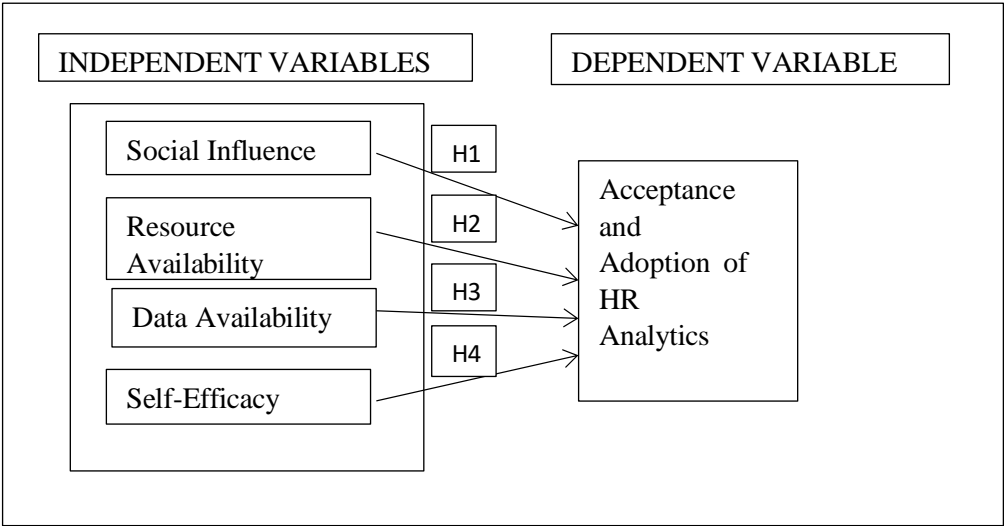 INDEPENDENT VARIABLES
DEPENDENT VARIABLE
Social Influence
H1
Resource
Availability
H2
Data Availability
H3
Self-Efficacy
H4
Acceptance
and
Adoption of
HR
Analytics